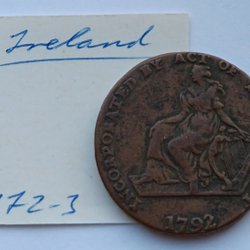 Ireland
172-3
INCORPORATED BY ACT OF
1792